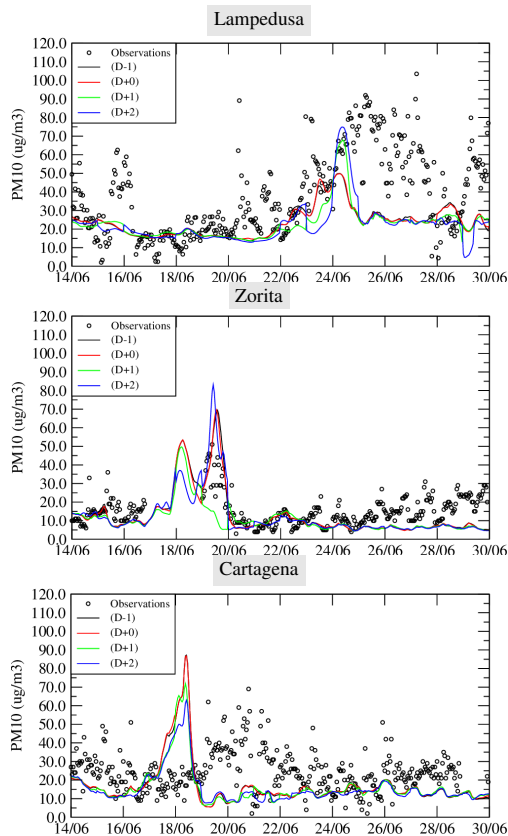 Lampedusa
120.0
110.0
100.0
90.0
80.0
70.0
60.0
50.0
40.0
30.0
20.0
10.0
0.0
PM10 (ug/m3)
Observations
(D-1)
(D+0)
(D+1)
(D+2)
14/06 16/06 18/06 20/06 22/06 24/06 26/06 28/06 30/06
Zorita
120.0
110.0
100.0
90.0
80.0
70.0
60.0
50.0
40.0
30.0
20.0
10.0
0.0
PM10 (ug/m3)
Observations
(D-1)
(D+0)
(D+1)
(D+2)
14/06 16/06 18/06 20/06 22/06 24/06 26/06 28/06 30/06
Cartagena
120.0
110.0
100.0
90.0
80.0
70.0
60.0
50.0
40.0
30.0
20.0
10.0
0.0
PM10 (ug/m3)
Observations
(D-1)
(D+0)
(D+1)
(D+2)
14/06 16/06 18/06 20/06 22/06 24/06 26/06 28/06 30/06